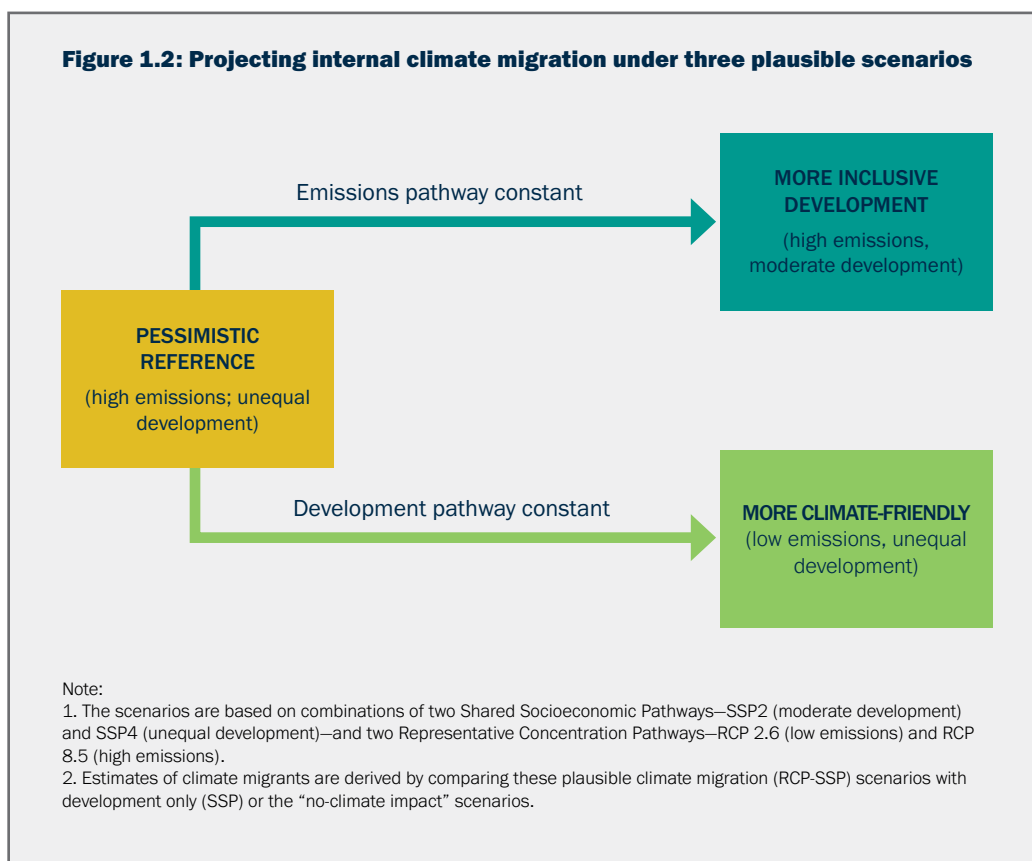 Figure 1.2: Projecting internal climate migration under three plausible scenarios
MORE INCLUSIVE
DEVELOPMENT
(high emissions,
moderate development)
Emissions pathway constant
PESSIMISTIC
REFERENCE
(high emissions; unequal
development)
Development pathway constant
MORE CLIMATE-FRIENDLY
(low emissions, unequal
development)
Note:
1. The scenarios are based on combinations of two Shared Socioeconomic Pathways—SSP2 (moderate development)
and SSP4 (unequal development)—and two Representative Concentration Pathways—RCP 2.6 (low emissions) and RCP
8.5 (high emissions).
2. Estimates of climate migrants are derived by comparing these plausible climate migration (RCP-SSP) scenarios with
development only (SSP) or the “no-climate impact” scenarios.